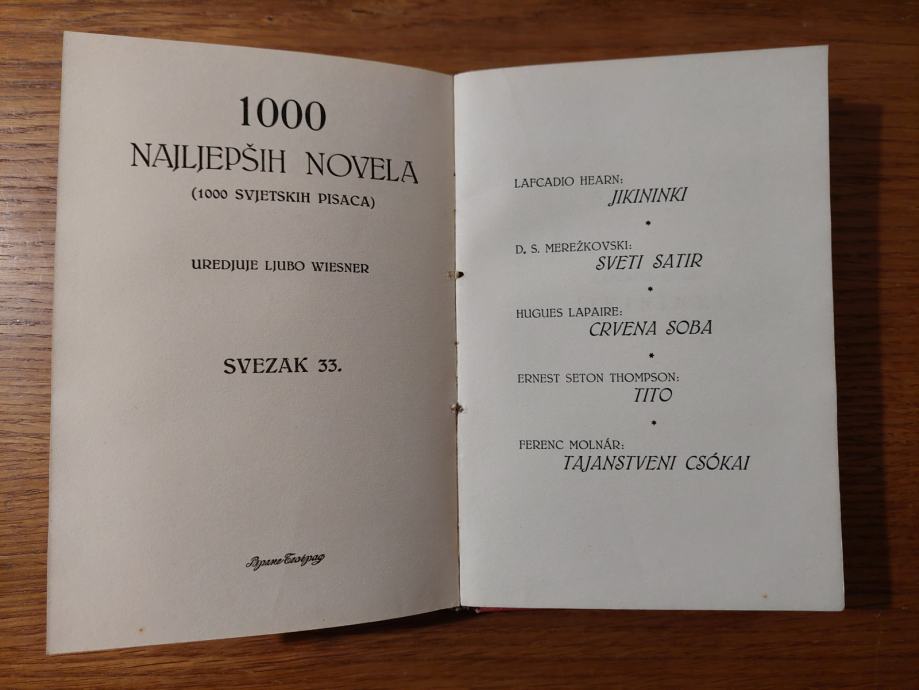 1000
NAJLJEPŠIH NOVELA
(1000 SVJETSKIH PISACA)
UREDJUJE LJUBO WIESNER
SVEZAK 33.
LAFCADIO HEARN:
JIKININKI
*
D. S. MEREŽKOVSKI:
SVETI SATIR
*
HUGUES LAPAIRE:
CRVENA SOBA
*
ERNEST SETON THOMPSON:
TITO
*
FERENC MOLNÁR:
TAJANSTVENI CSÓKAI